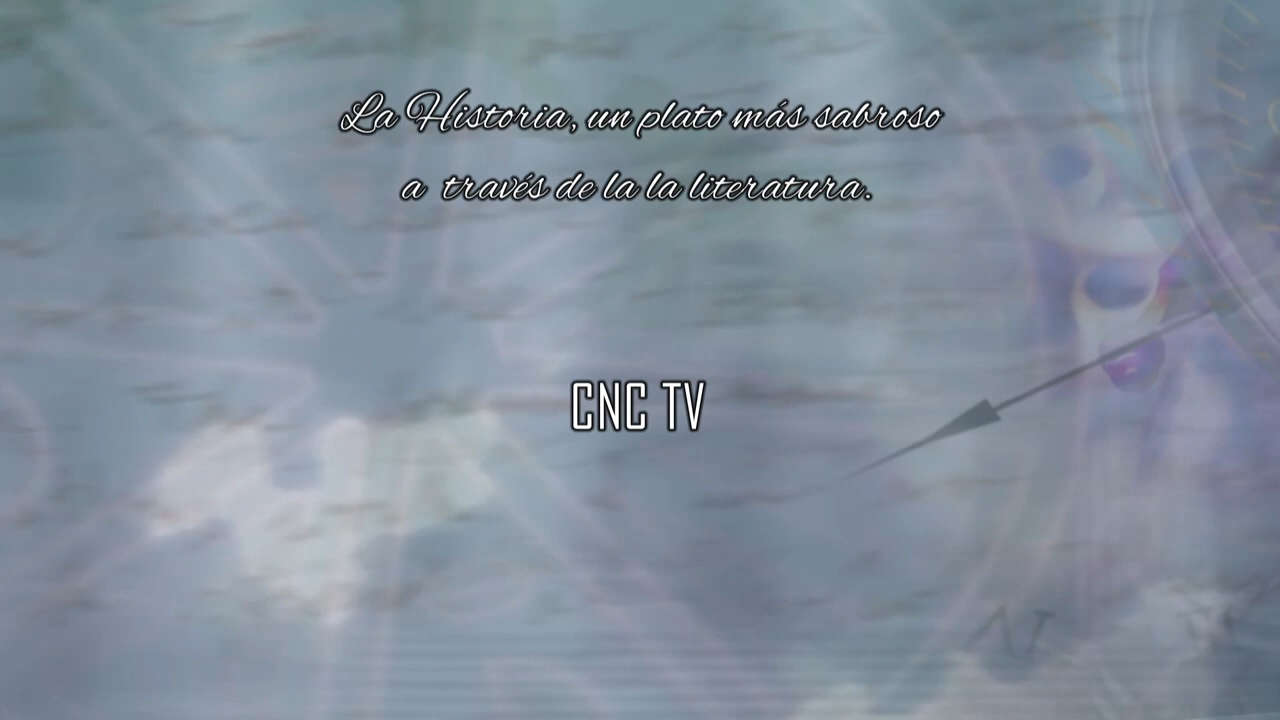 La Historia, un plato más sabroso
a través de la la literatura.
CNC TV